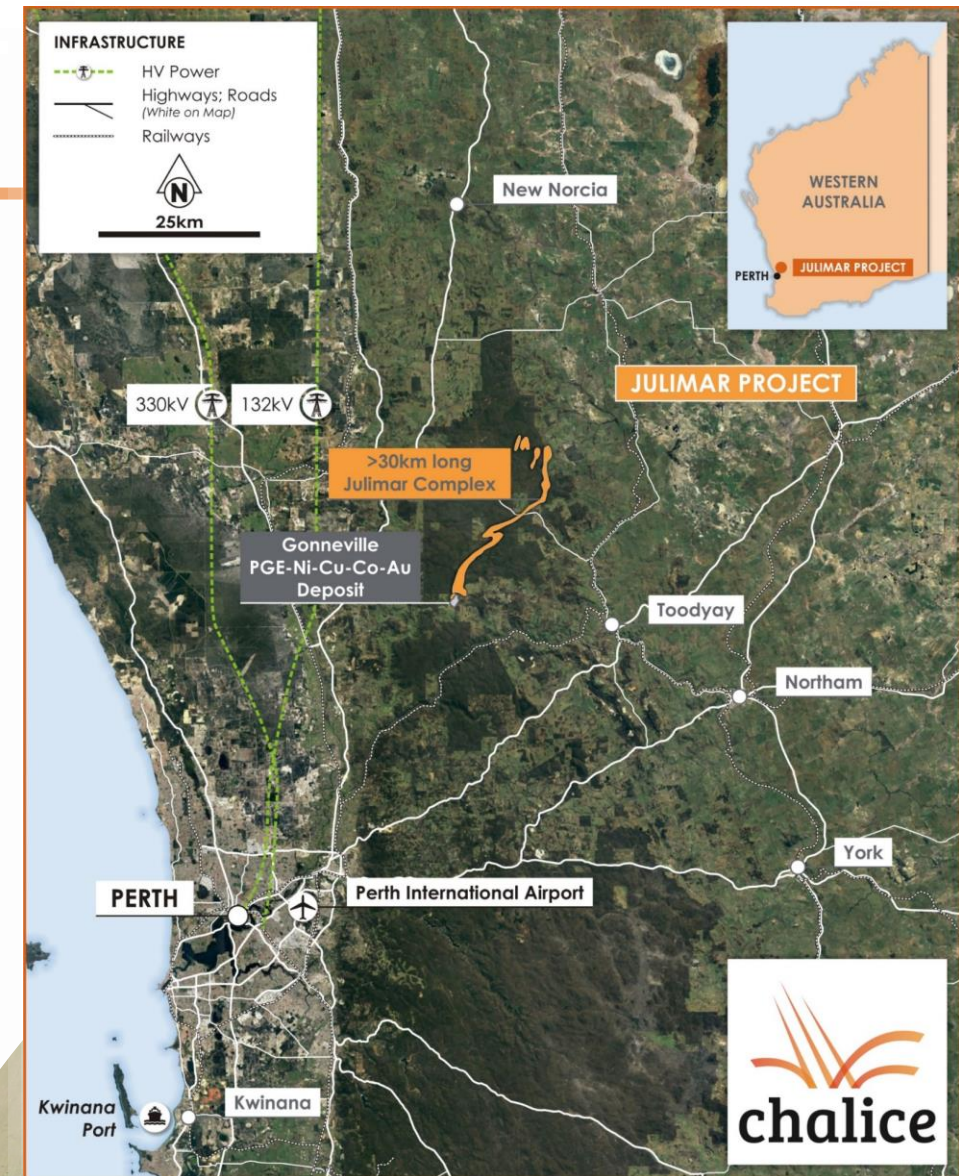 INFRASTRUCTURE
HV Power
Highways; Roads
(White on Map)
Railways
N
25km
New Norcia
WESTERN
AUSTRALIA
PERTH
JULIMAR PROJECT
330kV
132kV
JULIMAR PROJECT
>30km long
Julimar Complex
Gonneville
PGE-Ni-Cu-Co-Au
Deposit
Toodyay
Northam
York
PERTH
Perth International Airport
Kwinana
Port
Kwinana
chalice